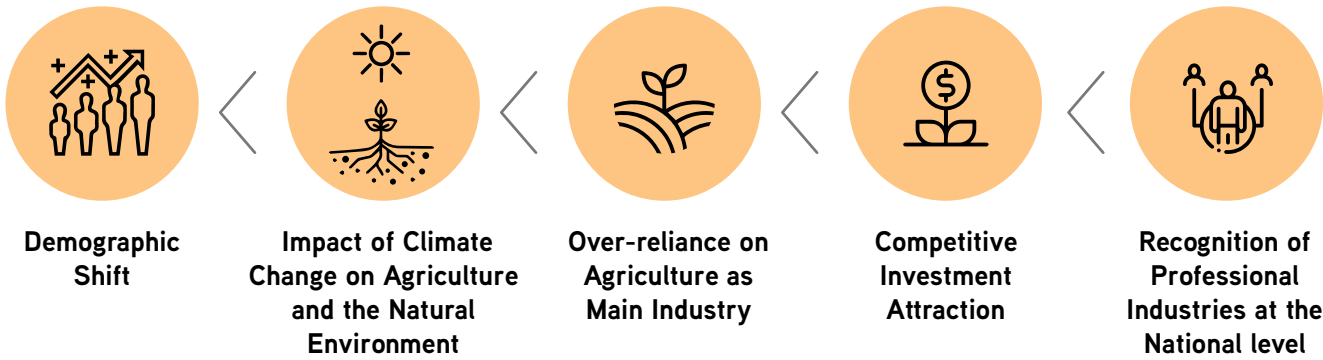 Demographic
Shift
Impact of Climate
Change on Agriculture
and the Natural
Environment
Over-reliance on
Agriculture as
Main Industry
Competitive
Investment
Attraction
Recognition of
Professional
Industries at the
National level